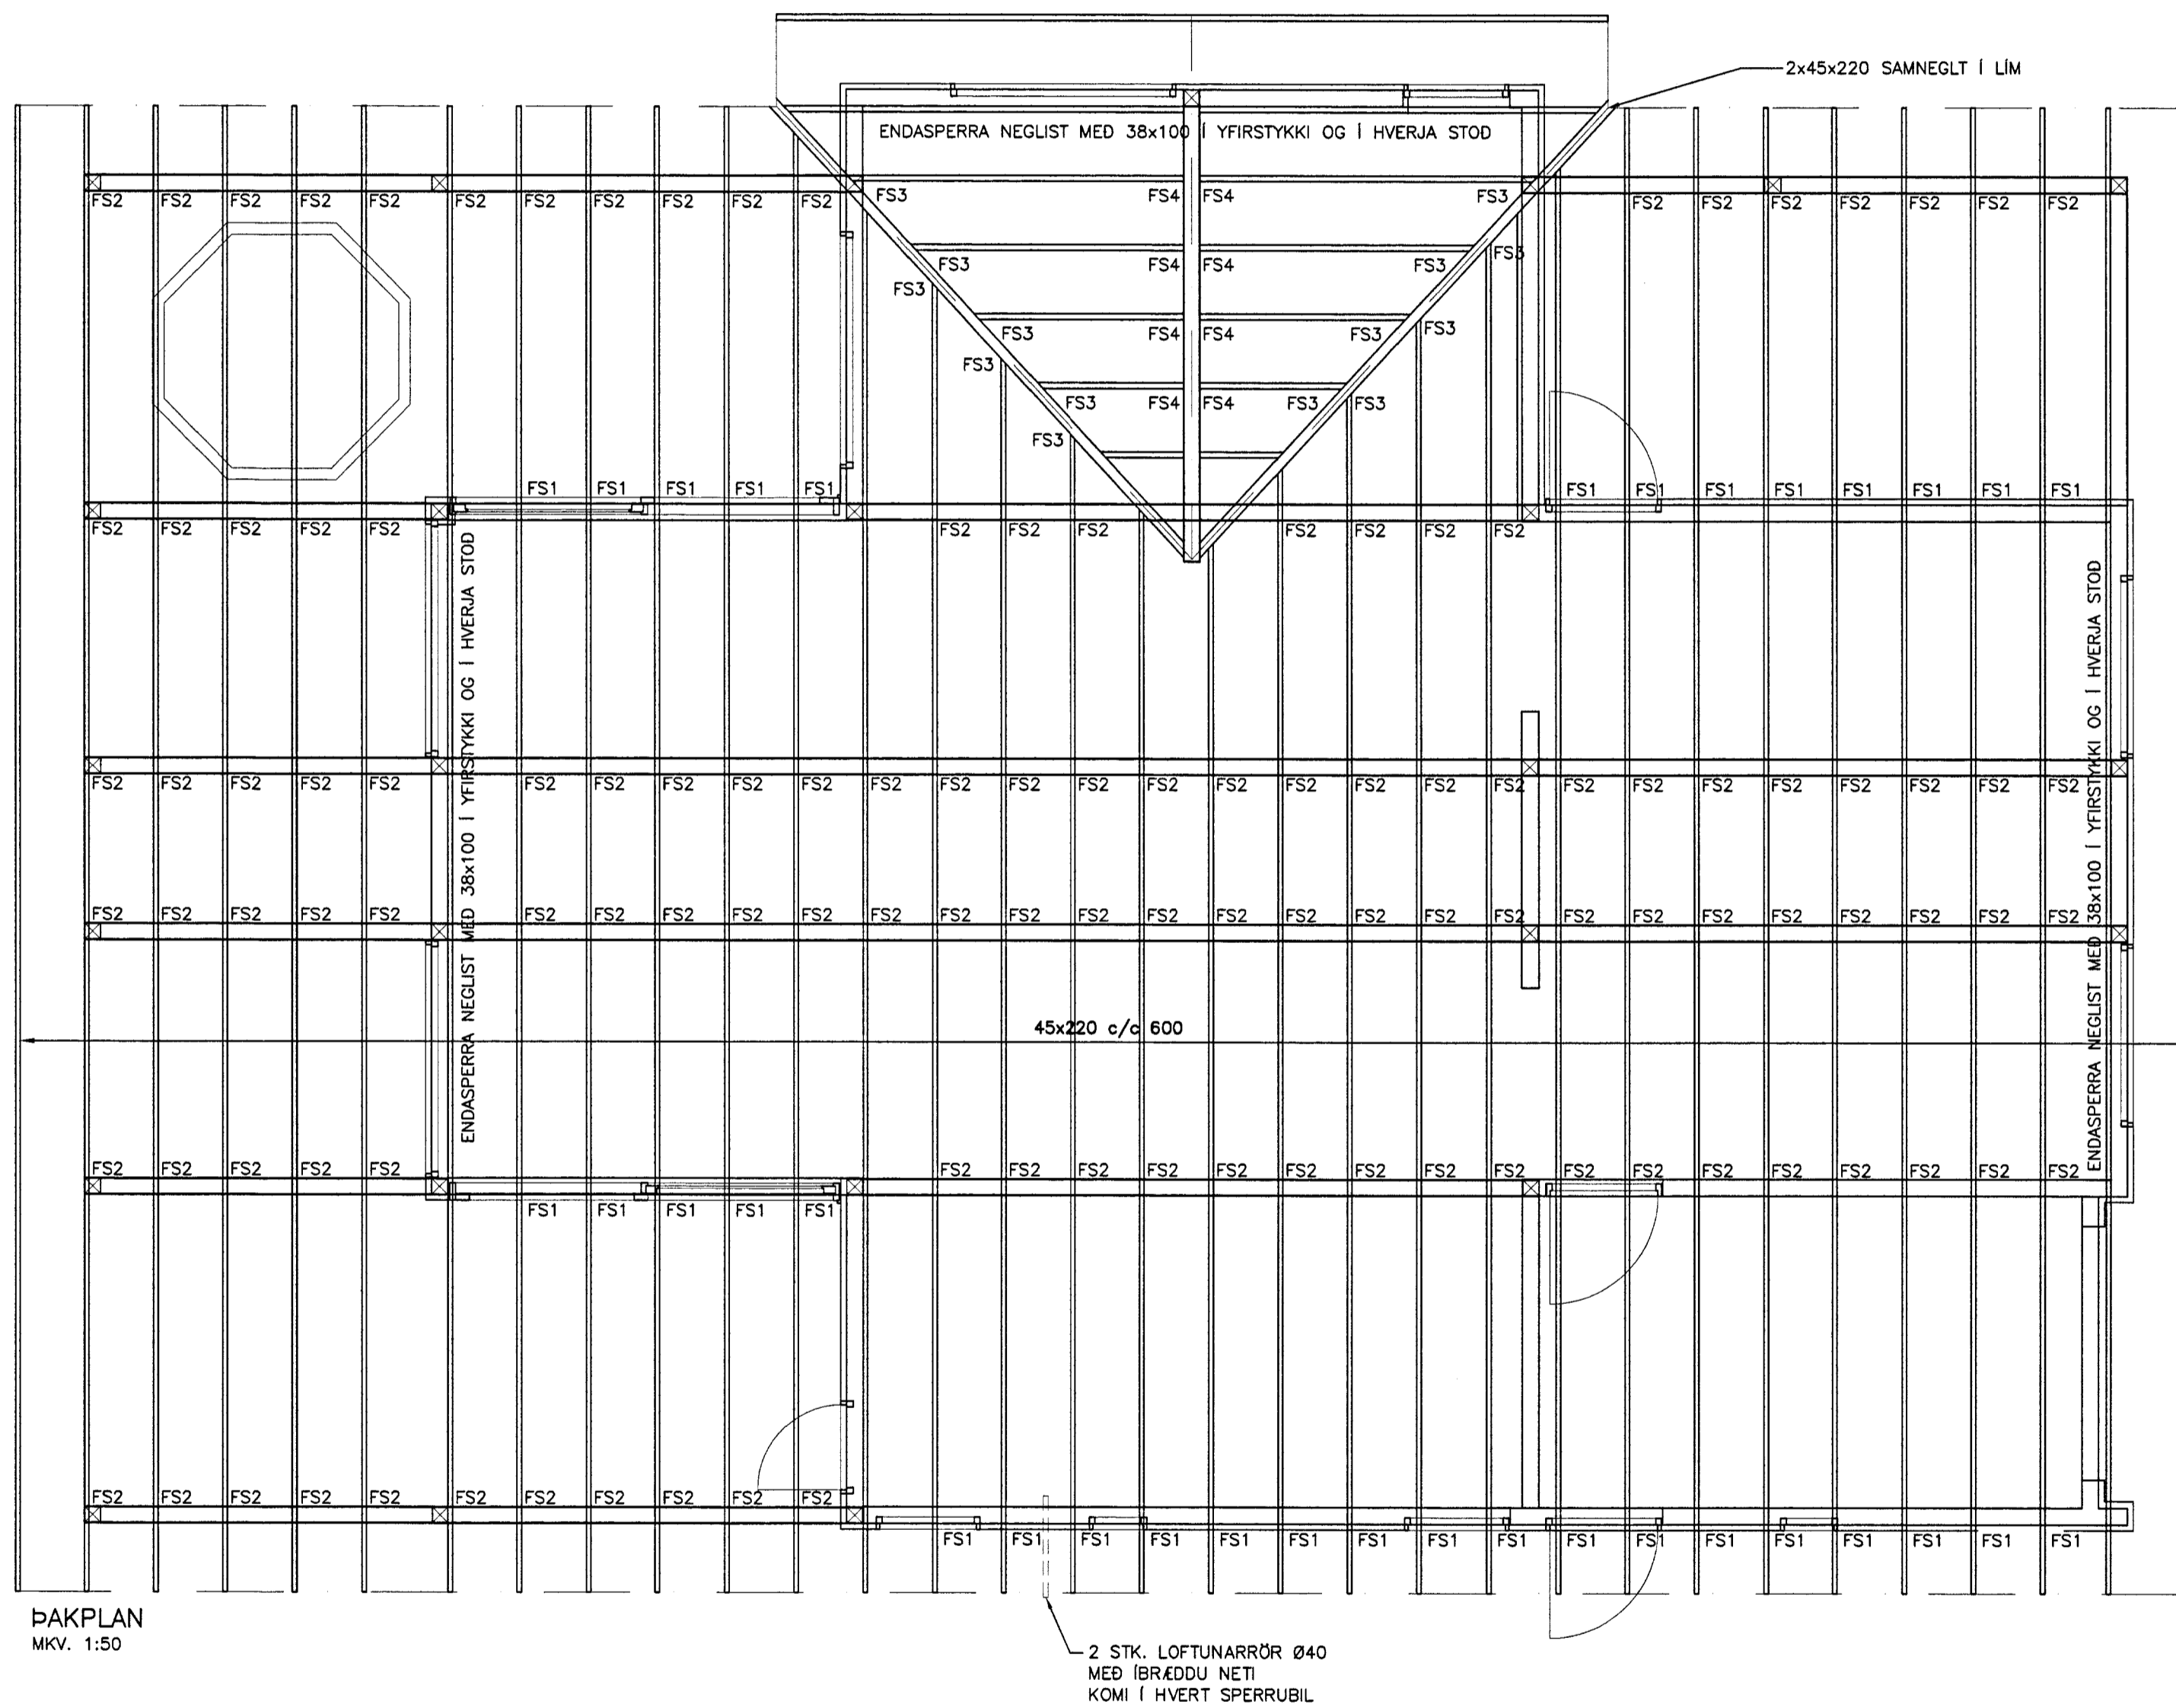 2x45x220 SAMNEGLT Í LÍM
ENDASPERRA NEGLIST MEÐ 38x100 Í YFIRSTYKKI OG Í HVERJA STOÐ
FS2 FS2 FS2 FS2 FS2 FS2 FS2 FS2 FS2 FS2 FS2 FS3 FS4 FS4 FS3 FS2 FS2 FS2 FS2 FS2 FS2 FS2
FS3 FS4 FS4 FS3 FS3
FS3
FS3 FS4 FS4 FS3 FS3
FS3
FS3 FS4 FS4 FS3 FS3
FS3
FS1 FS1 FS1 FS1 FS1 FS1 FS1 FS1 FS1 FS1 FS1 FS1 FS1
FS2 FS2 FS2 FS2 FS2 FS2 FS2 FS2 FS2 FS2 FS2 FS2
ENDASPERRA NEGLIST MEÐ 38x100 Í YFIRSTYKKI OG Í HVERJA STOÐ
ENDASPERRA NEGLIST MEÐ 38x100 Í YFIRSTYKKI OG Í HVERJA STOÐ
FS2 FS2 FS2 FS2 FS2 FS2 FS2 FS2 FS2 FS2 FS2 FS2 FS2 FS2 FS2 FS2 FS2 FS2 FS2 FS2 FS2 FS2 FS2 FS2 FS2 FS2 FS2 FS2
FS2 FS2 FS2 FS2 FS2 FS2 FS2 FS2 FS2 FS2 FS2 FS2 FS2 FS2 FS2 FS2 FS2 FS2 FS2 FS2 FS2 FS2 FS2 FS2 FS2 FS2 FS2 FS2
45x220 c/c 600
FS2 FS2 FS2 FS2 FS2 FS2 FS2 FS2 FS2 FS2 FS2 FS2 FS2 FS2 FS2 FS2 FS2 FS2 FS2 FS2 FS2 FS2
FS1 FS1 FS1 FS1 FS1
FS2 FS2 FS2 FS2 FS2 FS2 FS2 FS2 FS2 FS2 FS2
FS1 FS1 FS1 FS1 FS1 FS1 FS1 FS1 FS1 FS1 FS1 FS1 FS1 FS1 FS1 FS1 FS1
ÞAKPLAN
MKV. 1:50
2 STK. LOFTUNARRÖR Ø40
MEÐ ÍBRÆDDU NETI
KOMI Í HVERT SPERRUBIL